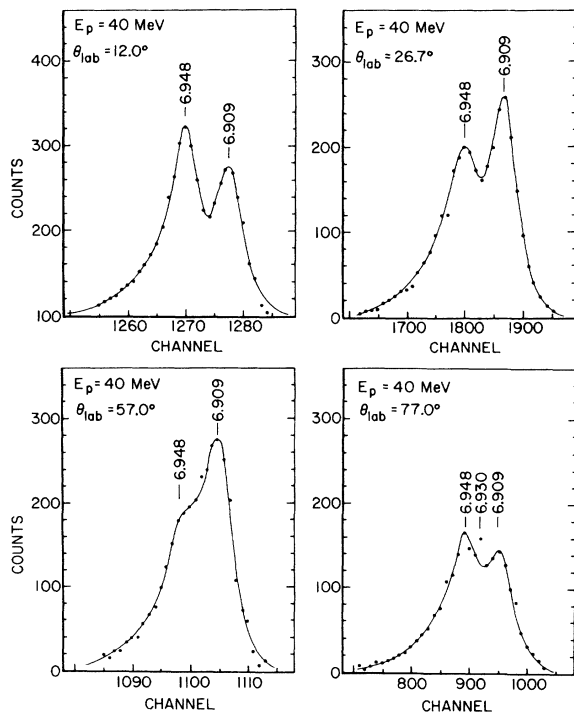 E_p = 40 MeV
θ_lab = 12.0°
6.948
6.909
400
300
200
100
COUNTS
1260 1270 1280
CHANNEL
E_p = 40 MeV
θ_lab = 26.7°
6.948
6.909
300
200
100
0
1700 1800 1900
CHANNEL
E_p = 40 MeV
θ_lab = 57.0°
6.948
6.909
300
200
100
0
COUNTS
1090 1100 1110
CHANNEL
E_p = 40 MeV
θ_lab = 77.0°
6.948
6.930
6.909
300
200
100
0
800 900 1000
CHANNEL